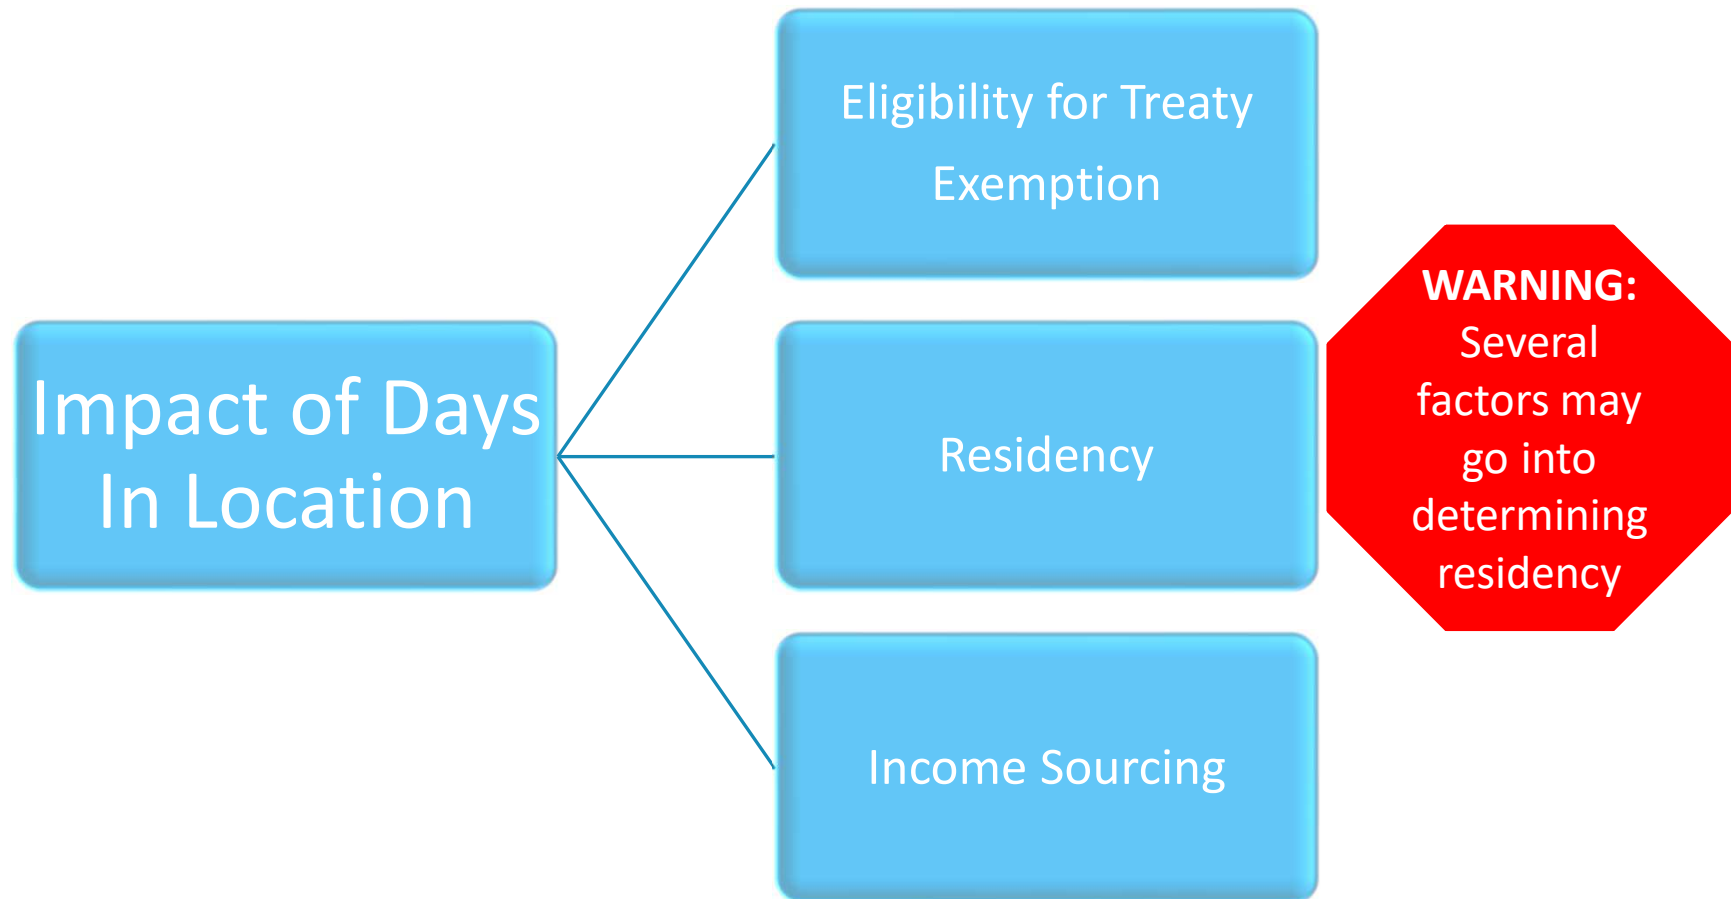 Impact of Days
In Location
Eligibility for Treaty
Exemption
Residency
Income Sourcing
WARNING:
Several
factors may
go into
determining
residency